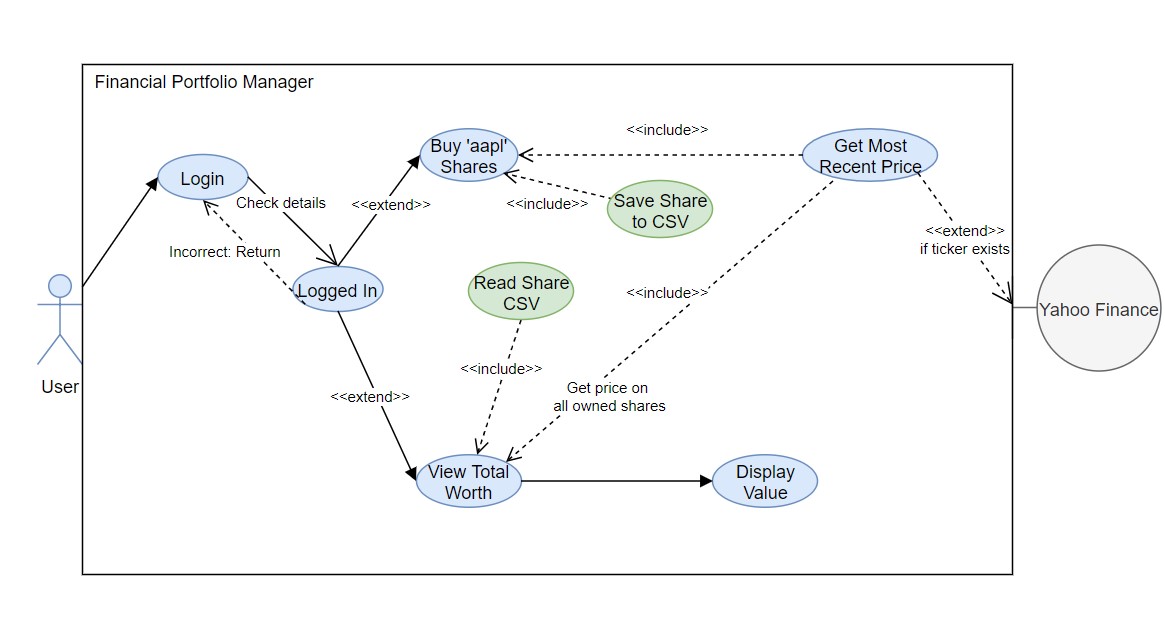 Financial Portfolio Manager
<<include>>
Buy 'aapl'
Shares
Get Most
Recent Price
Login
Check details
<<extend>>
<<include>>
Save Share
to CSV
<<extend>>
if ticker exists
Incorrect: Return
Logged In
Read Share
CSV
<<include>>
Yahoo Finance
User
<<include>>
<<extend>>
Get price on
all owned shares
View Total
Worth
Display
Value